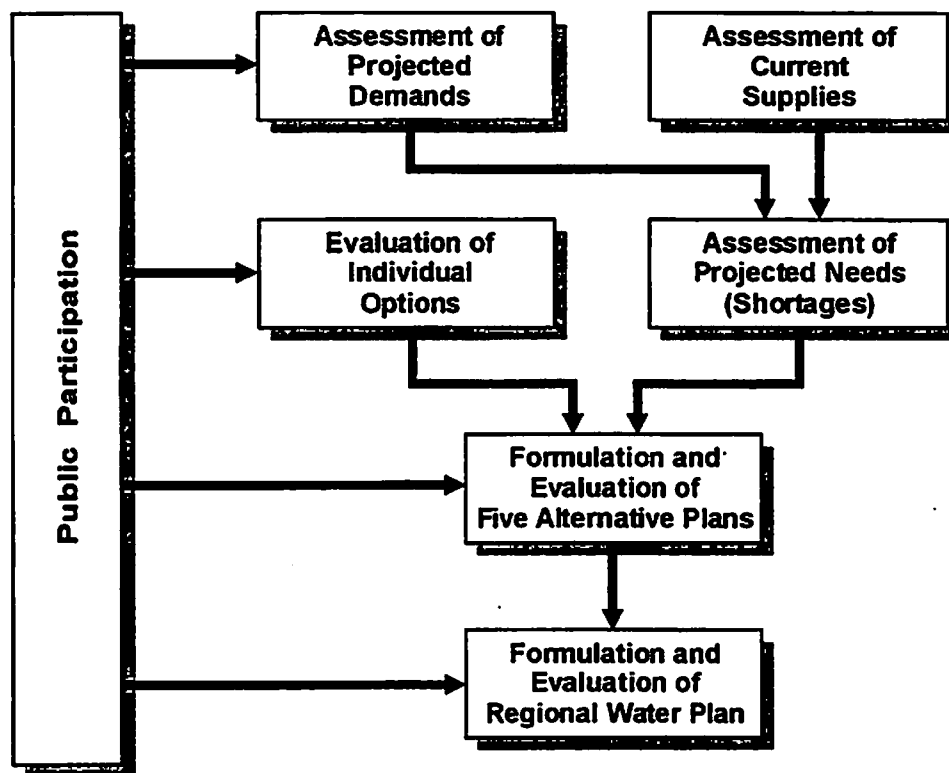 Public Participation
Assessment of
Projected
Demands
Assessment of
Current
Supplies
Evaluation of
Individual
Options
Assessment of
Projected Needs
(Shortages)
Formulation and
Evaluation of
Five Alternative Plans
Formulation and
Evaluation of
Regional Water Plan